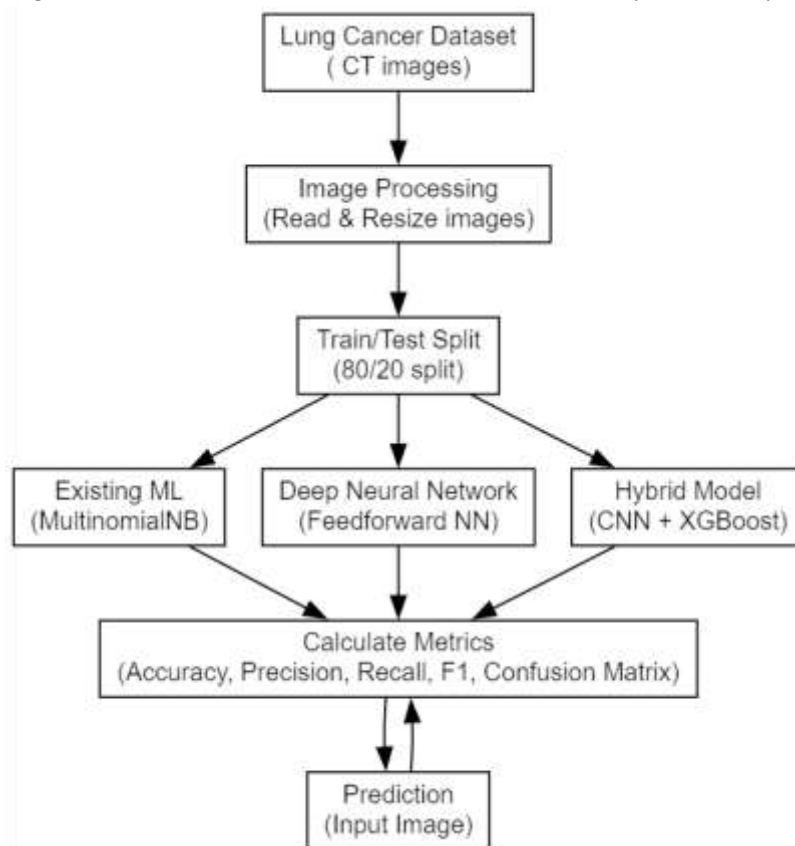 Lung Cancer Dataset
( CT images)
Image Processing
(Read & Resize images)
Train/Test Split
(80/20 split)
Existing ML
(MultinomialNB)
Deep Neural Network
(Feedforward NN)
Hybrid Model
(CNN + XGBoost)
Calculate Metrics
(Accuracy, Precision, Recall, F1, Confusion Matrix)
Prediction
(Input Image)